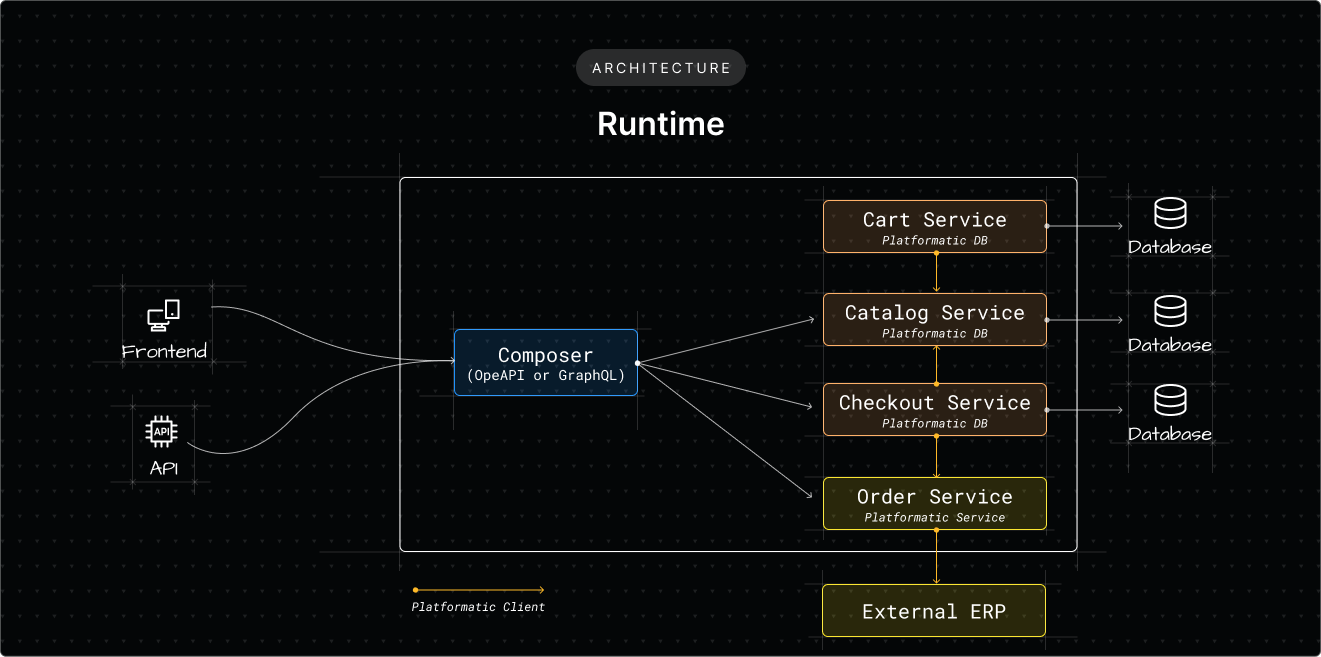 ARCHITECTURE
Runtime
Frontend
API
API
Composer
(OpeAPI or GraphQL)
Cart Service
Platformatic DB
Catalog Service
Platformatic DB
Checkout Service
Platformatic DB
Order Service
Platformatic Service
External ERP
Database
Database
Database
Platformatic Client